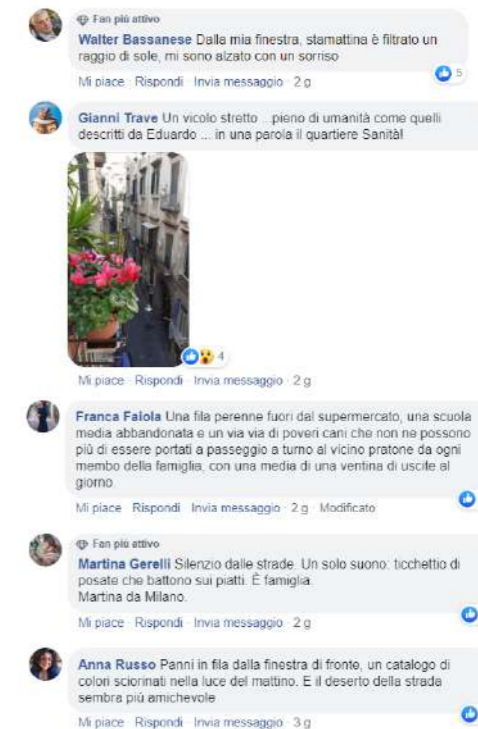 Fan più attivo
Walter Bassanese Dalla mia finestra, stamattina è filtrato un
raggio di sole, mi sono alzato con un sorriso
5
Mi piace · Rispondi · Invia messaggio · 2 g
Gianni Trave Un vicolo stretto ...pieno di umanità come quelli
descritti da Eduardo ... in una parola il quartiere Sanità!
4
Mi piace · Rispondi · Invia messaggio · 2 g
Franca Faiola Una fila perenne fuori dal supermercato, una scuola
media abbandonata e un via via di poveri cani che non ne possono
più di essere portati a passeggio a turno al vicino pratone da ogni
membo della famiglia, con una media di una ventina di uscite al
giorno.
Mi piace · Rispondi · Invia messaggio · 2 g · Modificato
Fan più attivo
Martina Gerelli Silenzio dalle strade. Un solo suono: ticchettio di
posate che battono sui piatti. È famiglia.
Martina da Milano.
Mi piace · Rispondi · Invia messaggio · 2 g
Anna Russo Panni in fila dalla finestra di fronte, un catalogo di
colori sciorinati nella luce del mattino. E il deserto della strada
sembra più amichevole
Mi piace · Rispondi · Invia messaggio · 3 g